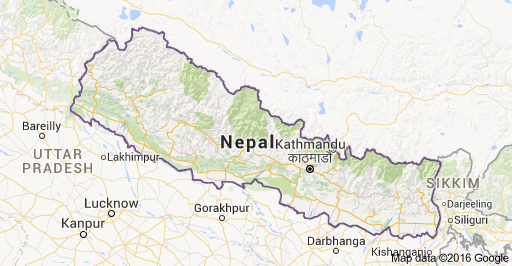 Nepal
Kathmandu
काठमाडौं
Bareilly
UTTAR
PRADESH
Lakhimpur
Lucknow
Kanpur
Gorakhpur
SIKKIM
Darjeeling
Siliguri
Darbhanga
Kishanganj
Map data ©2016 Google